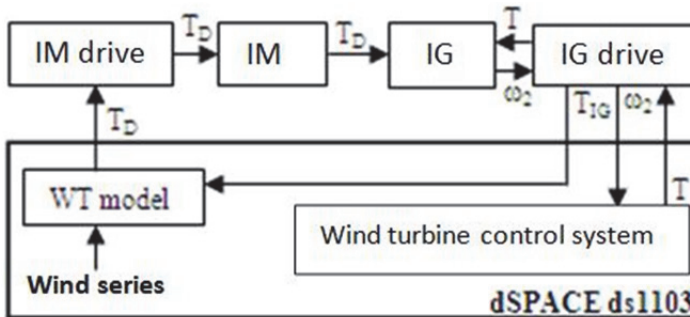 T_D
T_D
T
IM drive
IM
IG
IG drive
ω₂
T_IG
ω₂
T_D
WT model
T
Wind turbine control system
Wind series
dSPACE ds1103